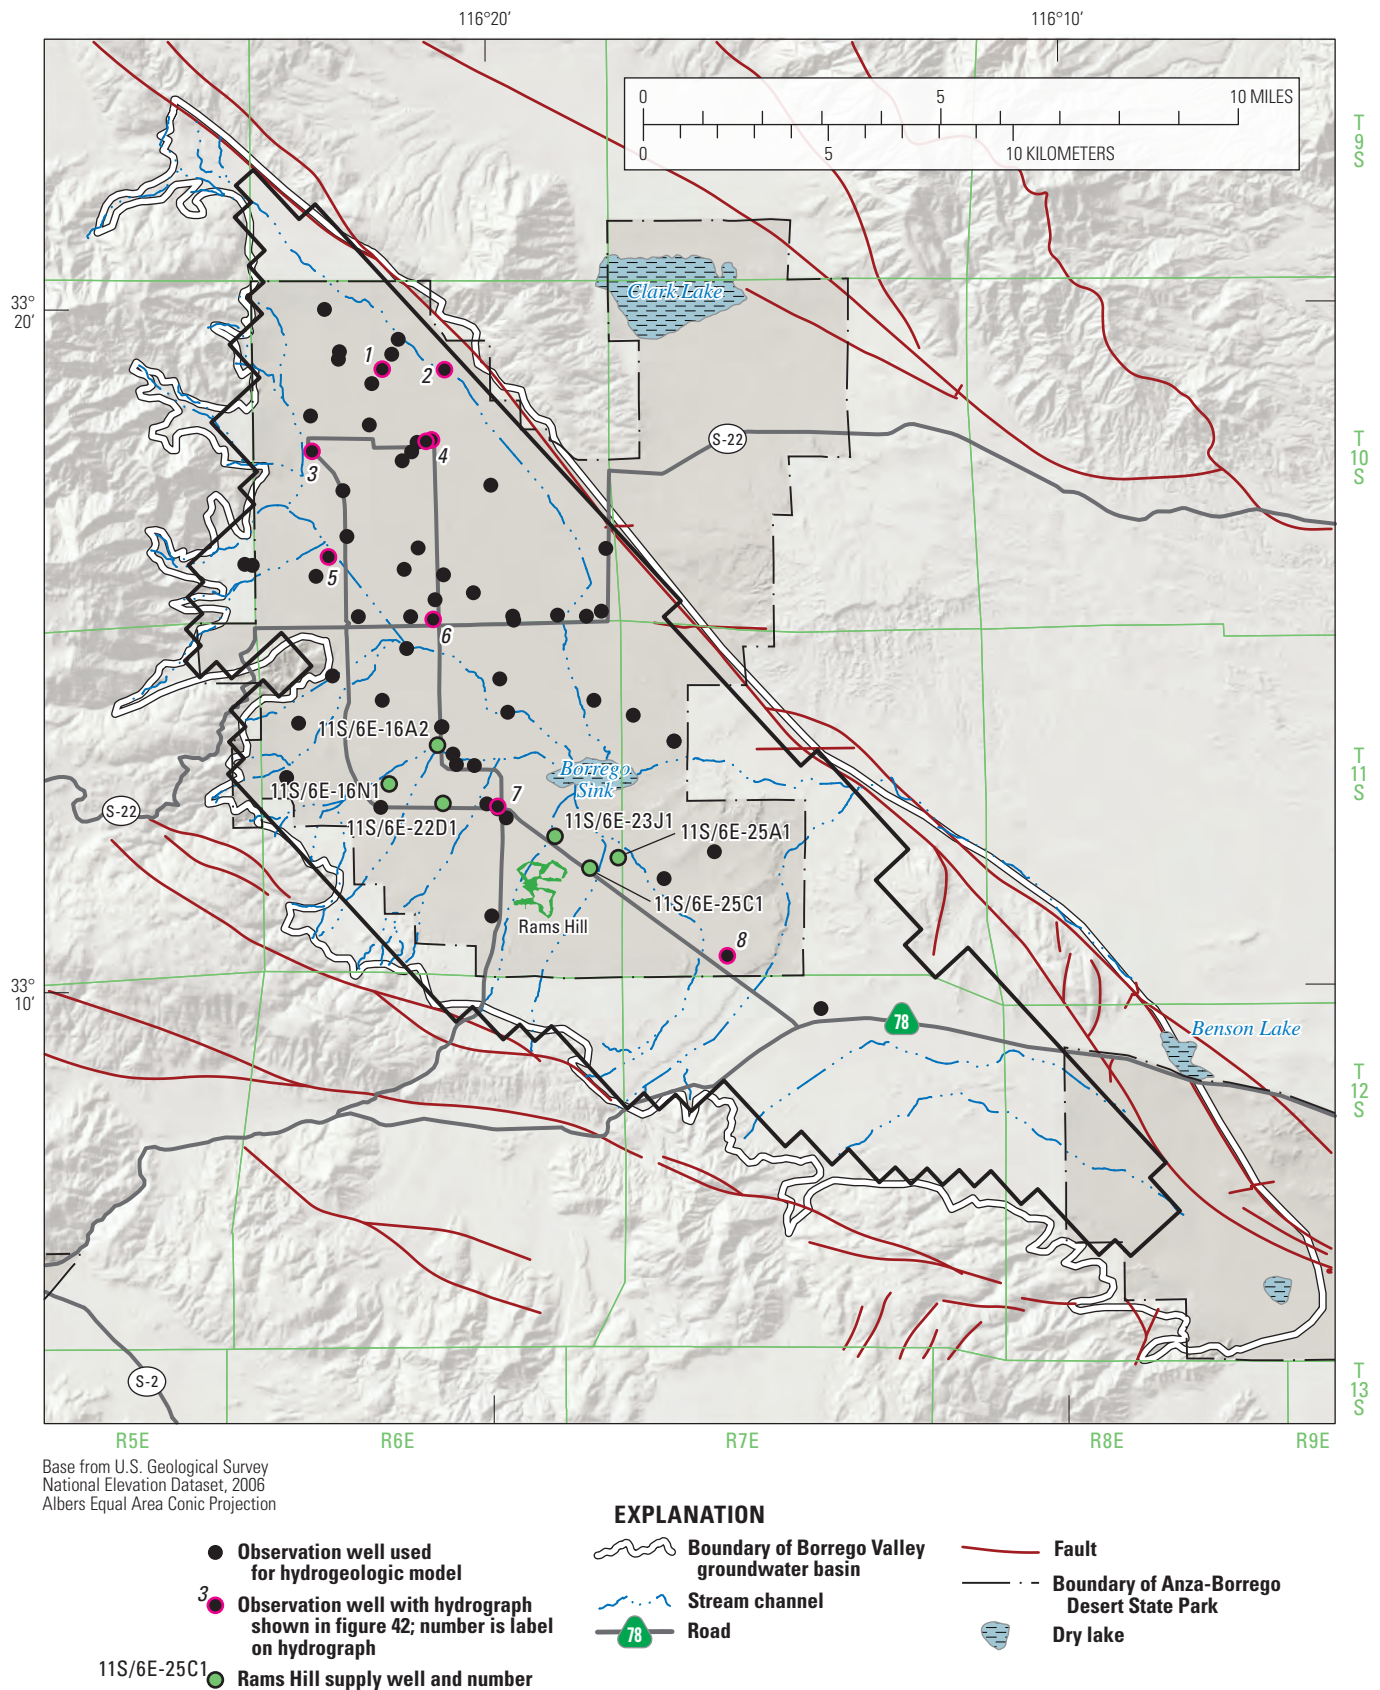 116°20′
116°10′
0
5
10 MILES
0
5
10 KILOMETERS
T
9
S
33°
20′
Clark Lake
1
2
S-22
3
4
T
10
S
5
6
11S/6E-16A2
Borrego
Sink
T
11
S
11S/6E-16N1
S-22
7
11S/6E-22D1
11S/6E-23J1
11S/6E-25A1
11S/6E-25C1
Rams Hill
8
33°
10′
78
Benson Lake
T
12
S
S-2
T
13
S
R5E
R6E
R7E
R8E
R9E
Base from U.S. Geological Survey
National Elevation Dataset, 2006
Albers Equal Area Conic Projection
EXPLANATION
Observation well used
for hydrogeologic model
3
Observation well with hydrograph
shown in figure 42; number is label
on hydrograph
11S/6E-25C1
Rams Hill supply well and number
Boundary of Borrego Valley
groundwater basin
Stream channel
78
Road
Fault
Boundary of Anza-Borrego
Desert State Park
Dry lake